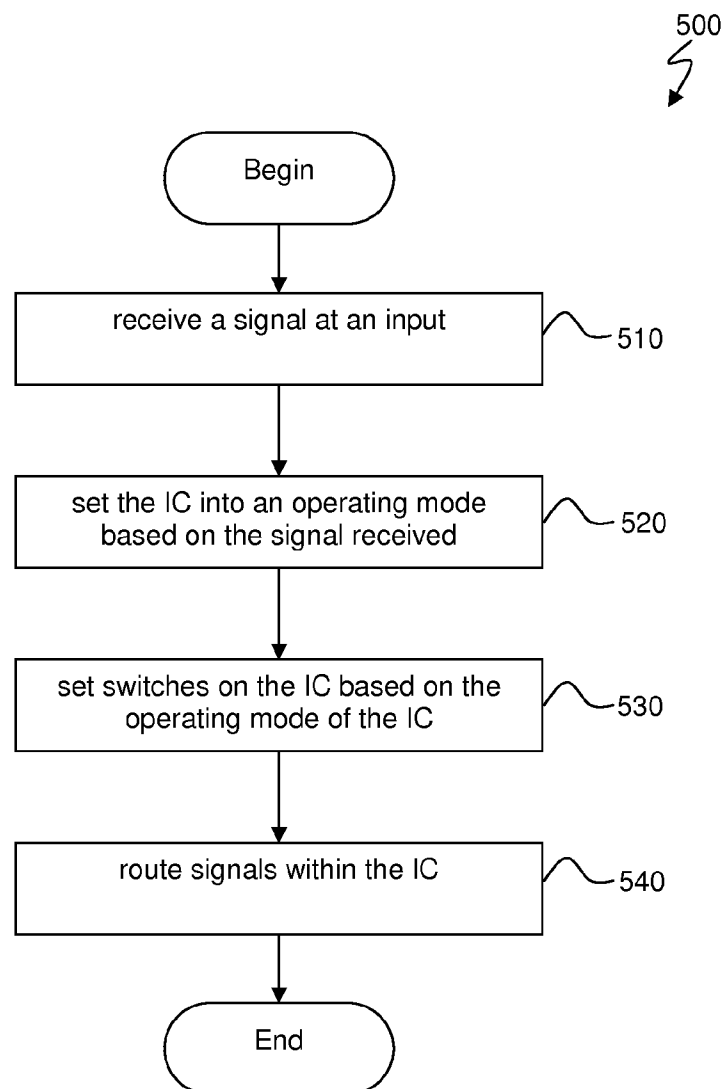 500
Begin
receive a signal at an input
510
set the IC into an operating mode
based on the signal received
520
set switches on the IC based on the
operating mode of the IC
530
route signals within the IC
540
End